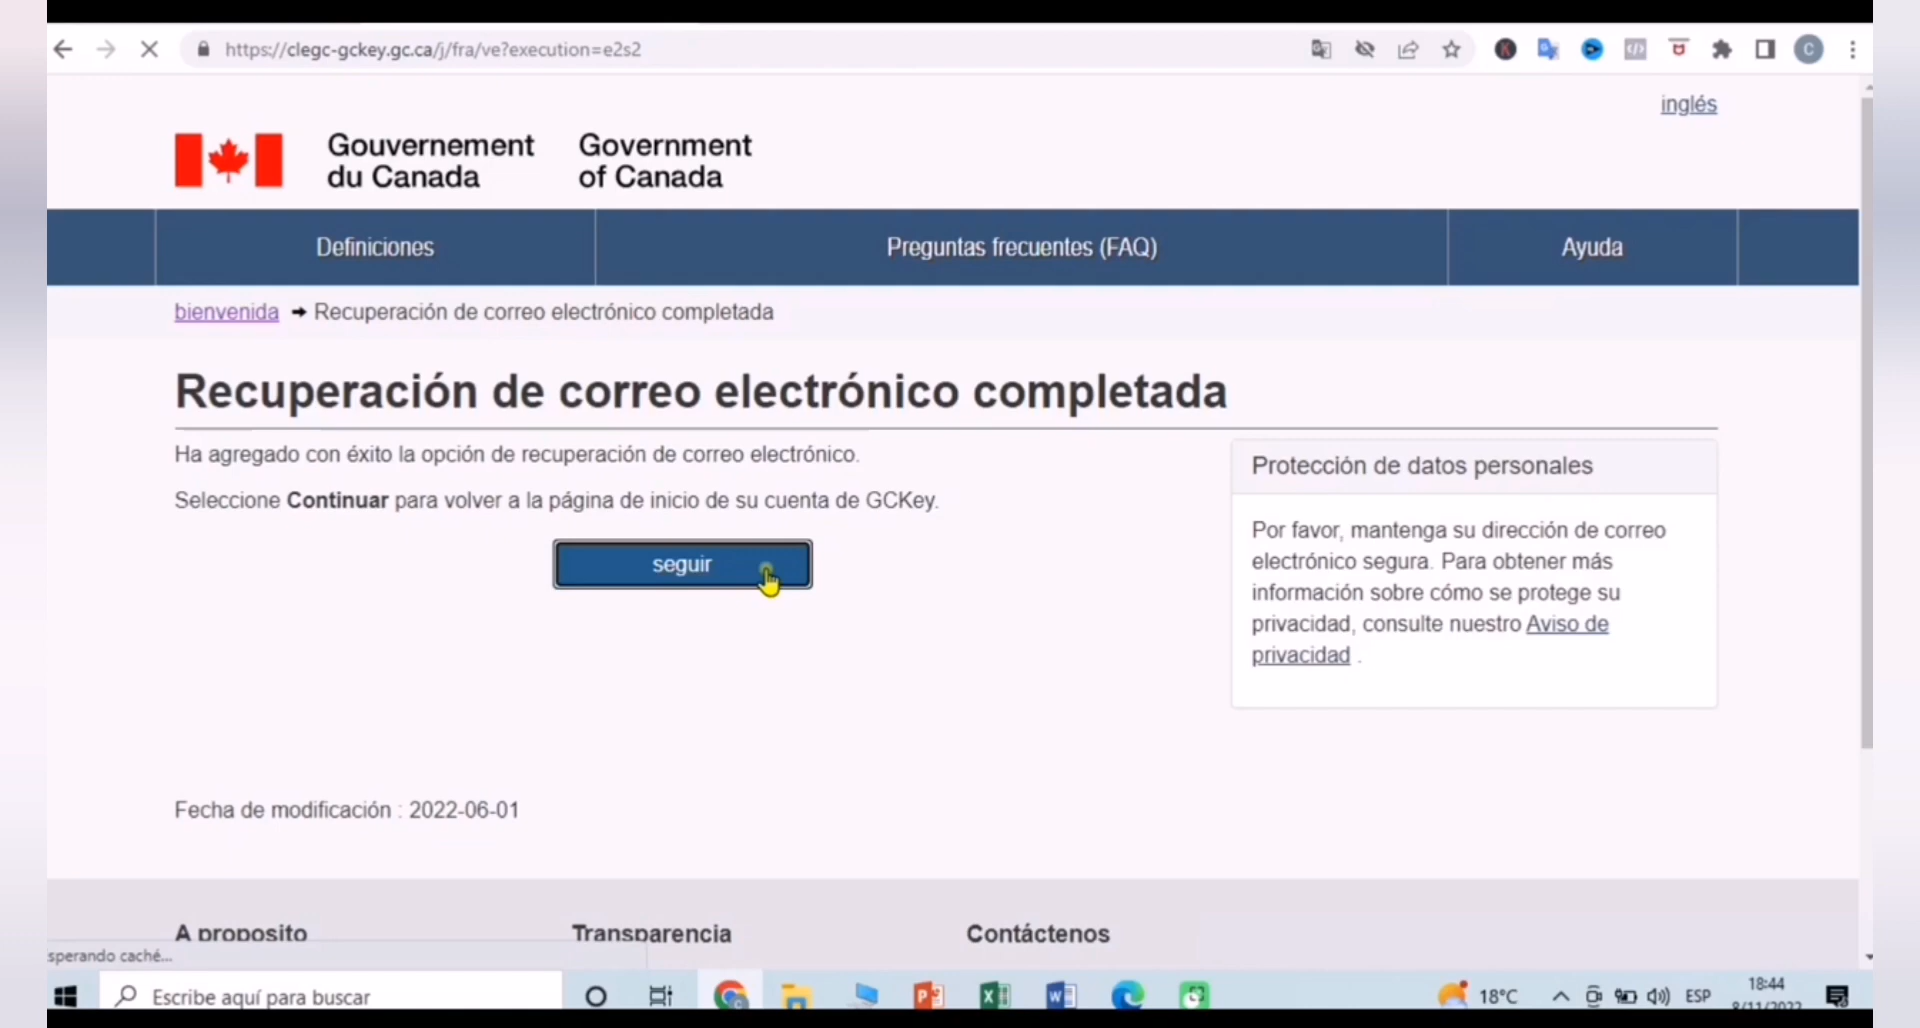 https://clegc-gckey.gc.ca/j/fra/ve?execution=e2s2
C
inglés
Gouvernement
du Canada
Government
of Canada
Definiciones
Preguntas frecuentes (FAQ)
Ayuda
bienvenida ➞ Recuperación de correo electrónico completada
Recuperación de correo electrónico completada
Ha agregado con éxito la opción de recuperación de correo electrónico.
Seleccione Continuar para volver a la página de inicio de su cuenta de GCKey.
seguir
Protección de datos personales
Por favor, mantenga su dirección de correo
electrónico segura. Para obtener más
información sobre cómo se protege su
privacidad, consulte nuestro Aviso de
privacidad .
Fecha de modificación : 2022-06-01
A proposito
Transparencia
Contáctenos
sperando caché...
Escribe aquí para buscar
18°C
ESP
18:44
9/11/2022